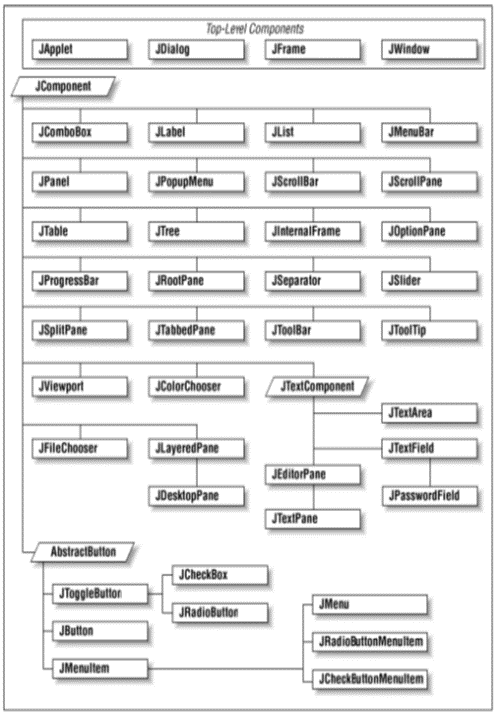 Top-Level Components
JApplet JDialog JFrame JWindow
JComponent
JComboBox JLabel JList JMenuBar
JPanel JPopupMenu JScrollBar JScrollPane
JTable JTree JInternalFrame JOptionPane
JProgressBar JRootPane JSeparator JSlider
JSplitPane JTabbedPane JToolBar JToolTip
JViewport JColorChooser JTextComponent
JTextArea
JFileChooser JLayeredPane JTextField
JEditorPane
JDesktopPane JPasswordField
JTextPane
AbstractButton
JCheckBox
JToggleButton
JMenu
JRadioButton
JButton
JRadioButtonMenuItem
JMenuItem
JCheckButtonMenuItem